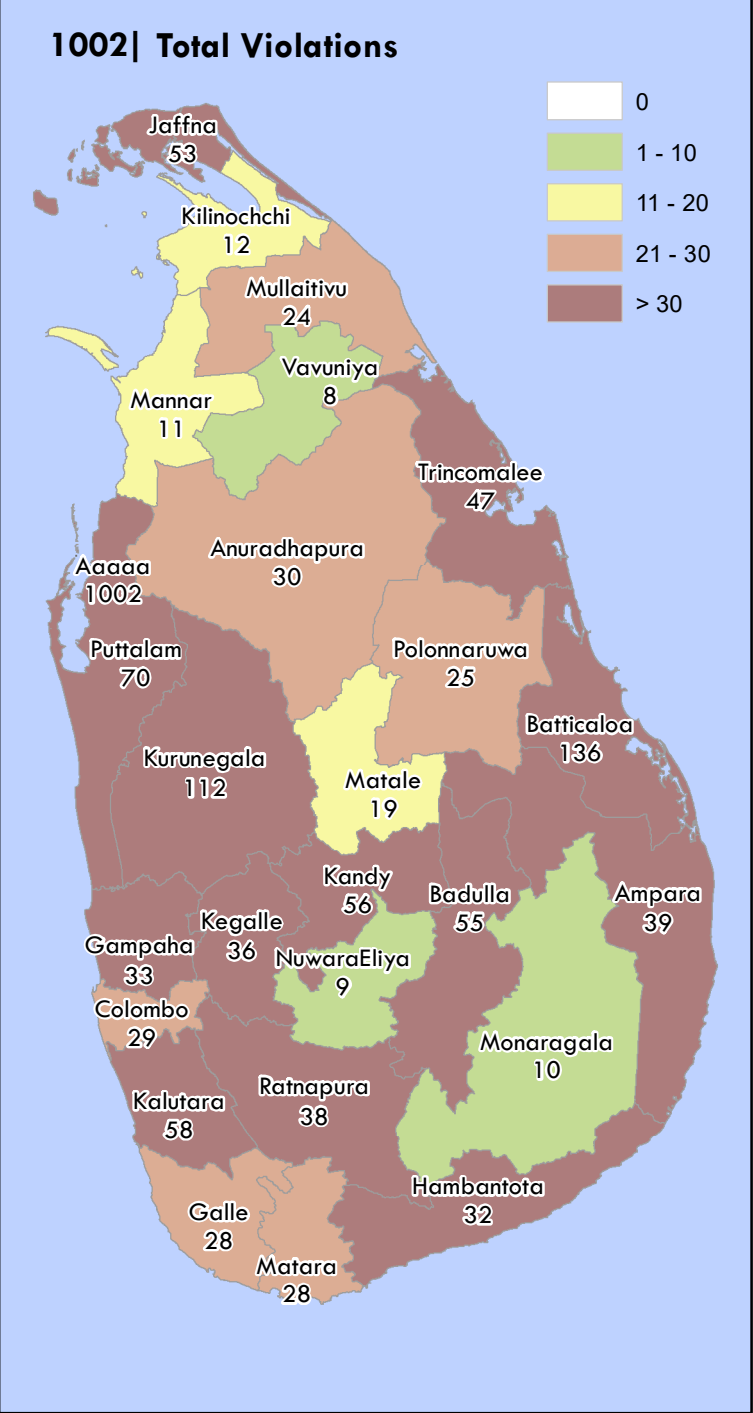 1002| Total Violations
0
1 - 10
11 - 20
21 - 30
> 30
Jaffna
53
Kilinochchi
12
Mullaitivu
24
Vavuniya
8
Mannar
11
Trincomalee
47
Anuradhapura
30
Aaaaa
1002
Puttalam
70
Polonnaruwa
25
Batticaloa
136
Kurunegala
112
Matale
19
Kandy
56
Badulla
55
Ampara
39
Kegalle
36
Gampaha
33
NuwaraEliya
9
Colombo
29
Monaragala
10
Ratnapura
38
Kalutara
58
Hambantota
32
Galle
28
Matara
28